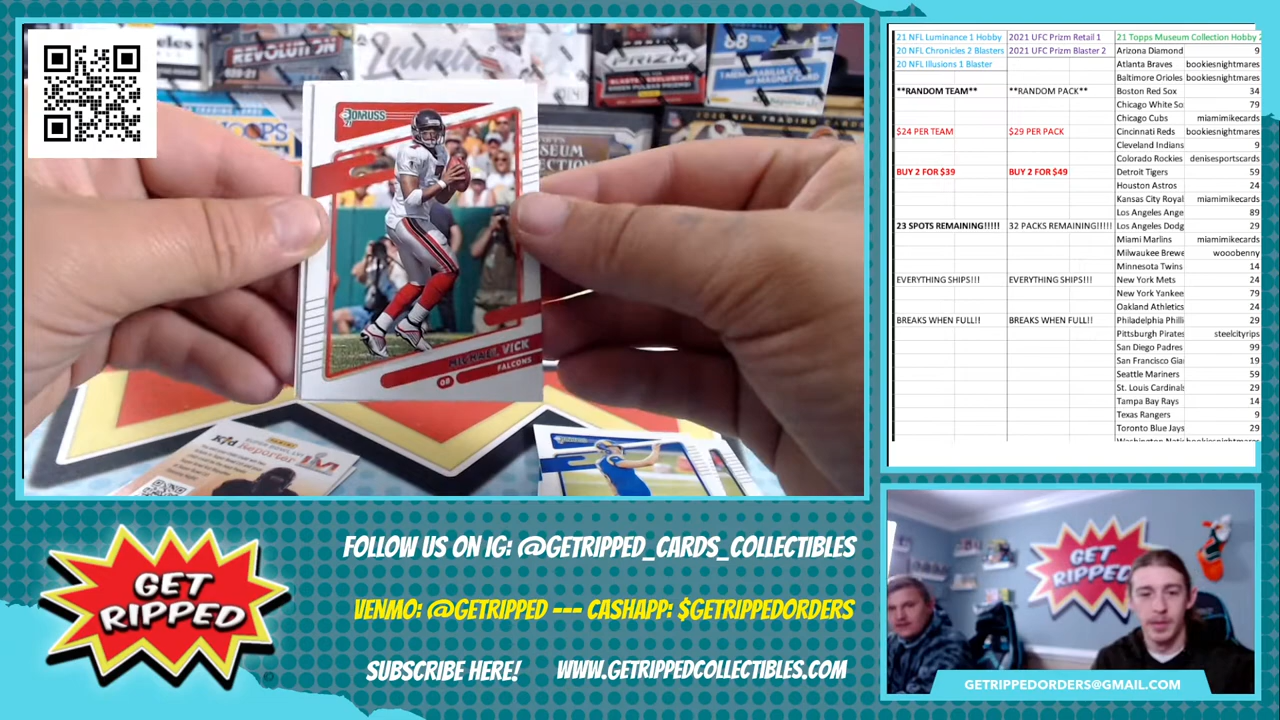 REVOLUTION
PRIZM
DONRUSS
MICHAEL VICK
FALCONS
QB
Kid
Reporter
SUPER BOWL LVI
21 NFL Luminance 1 Hobby
20 NFL Chronicles 2 Blasters
20 NFL Illusions 1 Blaster
**RANDOM TEAM**
$24 PER TEAM
BUY 2 FOR $39
23 SPOTS REMAINING!!!!!
EVERYTHING SHIPS!!!
BREAKS WHEN FULL!!
2021 UFC Prizm Retail 1
2021 UFC Prizm Blaster 2
**RANDOM PACK**
$29 PER PACK
BUY 2 FOR $49
32 PACKS REMAINING!!!!!
EVERYTHING SHIPS!!!
BREAKS WHEN FULL!!
21 Topps Museum Collection Hobby 2
Arizona Diamond 9
Atlanta Braves bookiesnightmares
Baltimore Orioles bookiesnightmares
Boston Red Sox 34
Chicago White So 79
Chicago Cubs miamimikecards
Cincinnati Reds bookiesnightmares
Cleveland Indians 9
Colorado Rockies denisesportscards
Detroit Tigers 59
Houston Astros 24
Kansas City Royal miamimikecards
Los Angeles Ange 89
Los Angeles Dodg 29
Miami Marlins miamimikecards
Milwaukee Brewe wooobenny
Minnesota Twins 14
New York Mets 24
New York Yankee 79
Oakland Athletics 24
Philadelphia Philli 29
Pittsburgh Pirates steelcityrips
San Diego Padres 99
San Francisco Gia 19
Seattle Mariners 59
St. Louis Cardinals 29
Tampa Bay Rays 14
Texas Rangers 9
Toronto Blue Jays 29
GET
RIPPED
GETRIPPEDORDERS@GMAIL.COM
GET
RIPPED
FOLLOW US ON IG: @GETRIPPED_CARDS_COLLECTIBLES
VENMO: @GETRIPPED --- CASHAPP: $GETRIPPEDORDERS
SUBSCRIBE HERE! WWW.GETRIPPEDCOLLECTIBLES.COM